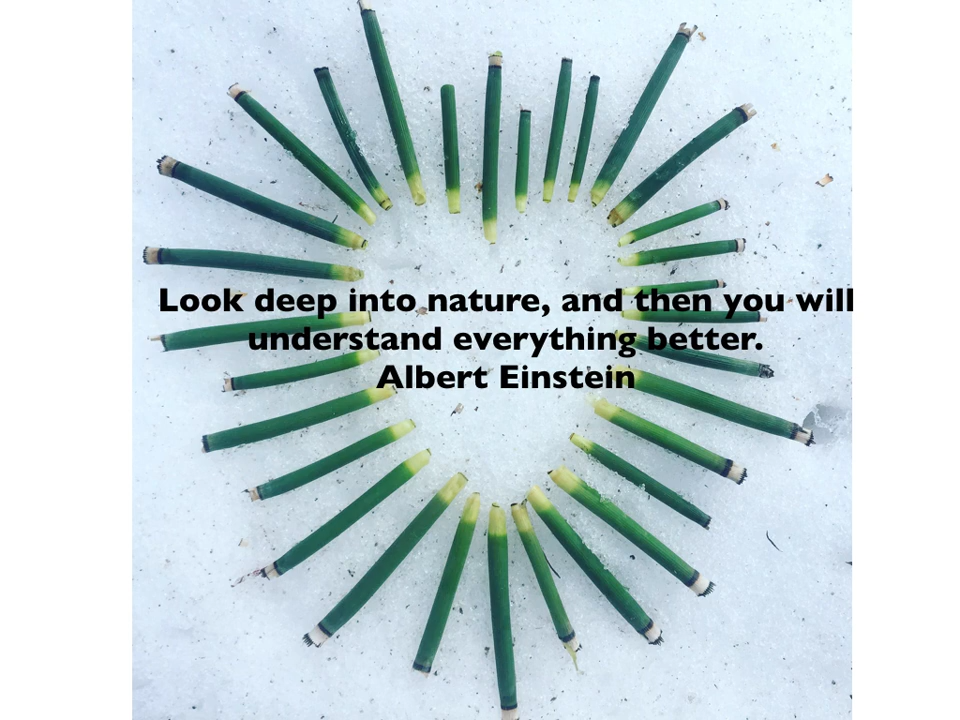 Look deep into nature, and then you will
understand everything better.
Albert Einstein